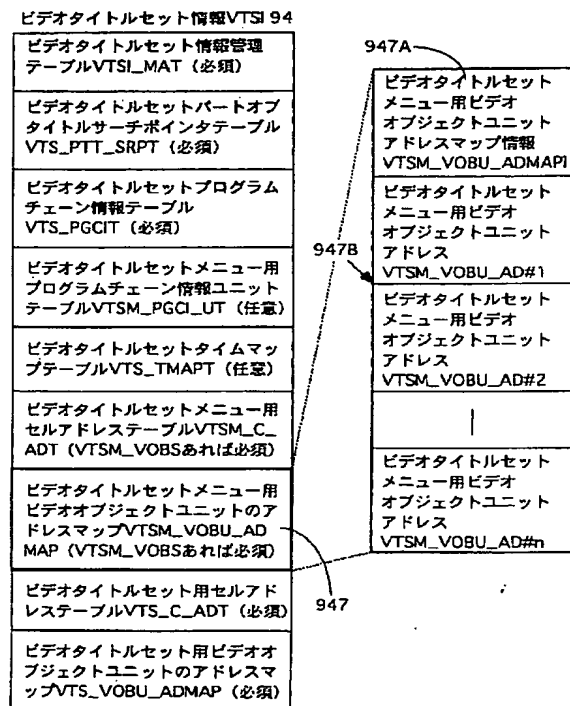 ビデオタイトルセット情報VTSI 94
ビデオタイトルセット情報管理
テーブルVTSI_MAT（必須）
ビデオタイトルセットパートオブ
タイトルサーチポインタテーブル
VTS_PTT_SRPT（必須）
ビデオタイトルセットプログラム
チェーン情報テーブル
VTS_PGCIT（必須）
ビデオタイトルセットメニュー用
プログラムチェーン情報ユニット
テーブルVTSM_PGCI_UT（任意）
ビデオタイトルセットタイムマッ
プテーブルVTS_TMAPT（任意）
ビデオタイトルセットメニュー用
セルアドレステーブルVTSM_C_
ADT（VTSM_VOBSあれば必須）
ビデオタイトルセットメニュー用
ビデオオブジェクトユニットのア
ドレスマップVTSM_VOBU_AD
MAP（VTSM_VOBSあれば必須）
ビデオタイトルセット用セルアド
レステーブルVTS_C_ADT（必須）
ビデオタイトルセット用ビデオオ
ブジェクトユニットのアドレスマ
ップVTS_VOBU_ADMAP（必須）
947
947A
ビデオタイトルセット
メニュー用ビデオ
オブジェクトユニット
アドレスマップ情報
VTSM_VOBU_ADMAPI
947B
ビデオタイトルセット
メニュー用ビデオ
オブジェクトユニット
アドレス
VTSM_VOBU_AD#1
ビデオタイトルセット
メニュー用ビデオ
オブジェクトユニット
アドレス
VTSM_VOBU_AD#2
ビデオタイトルセット
メニュー用ビデオ
オブジェクトユニット
アドレス
VTSM_VOBU_AD#n